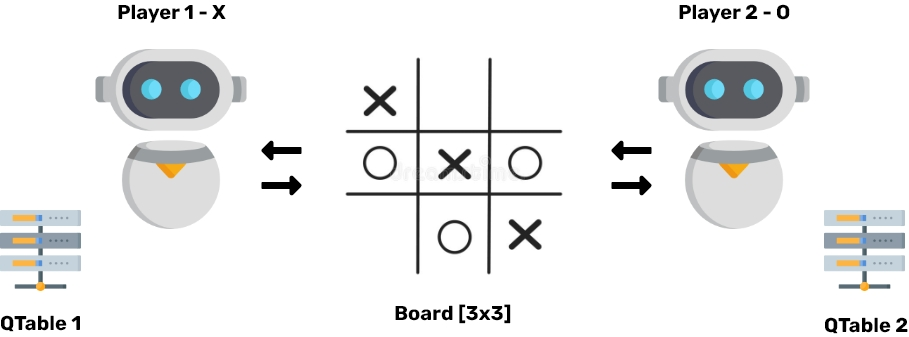 Player 1 - X
Player 2 - O
Board [3x3]
QTable 1
QTable 2